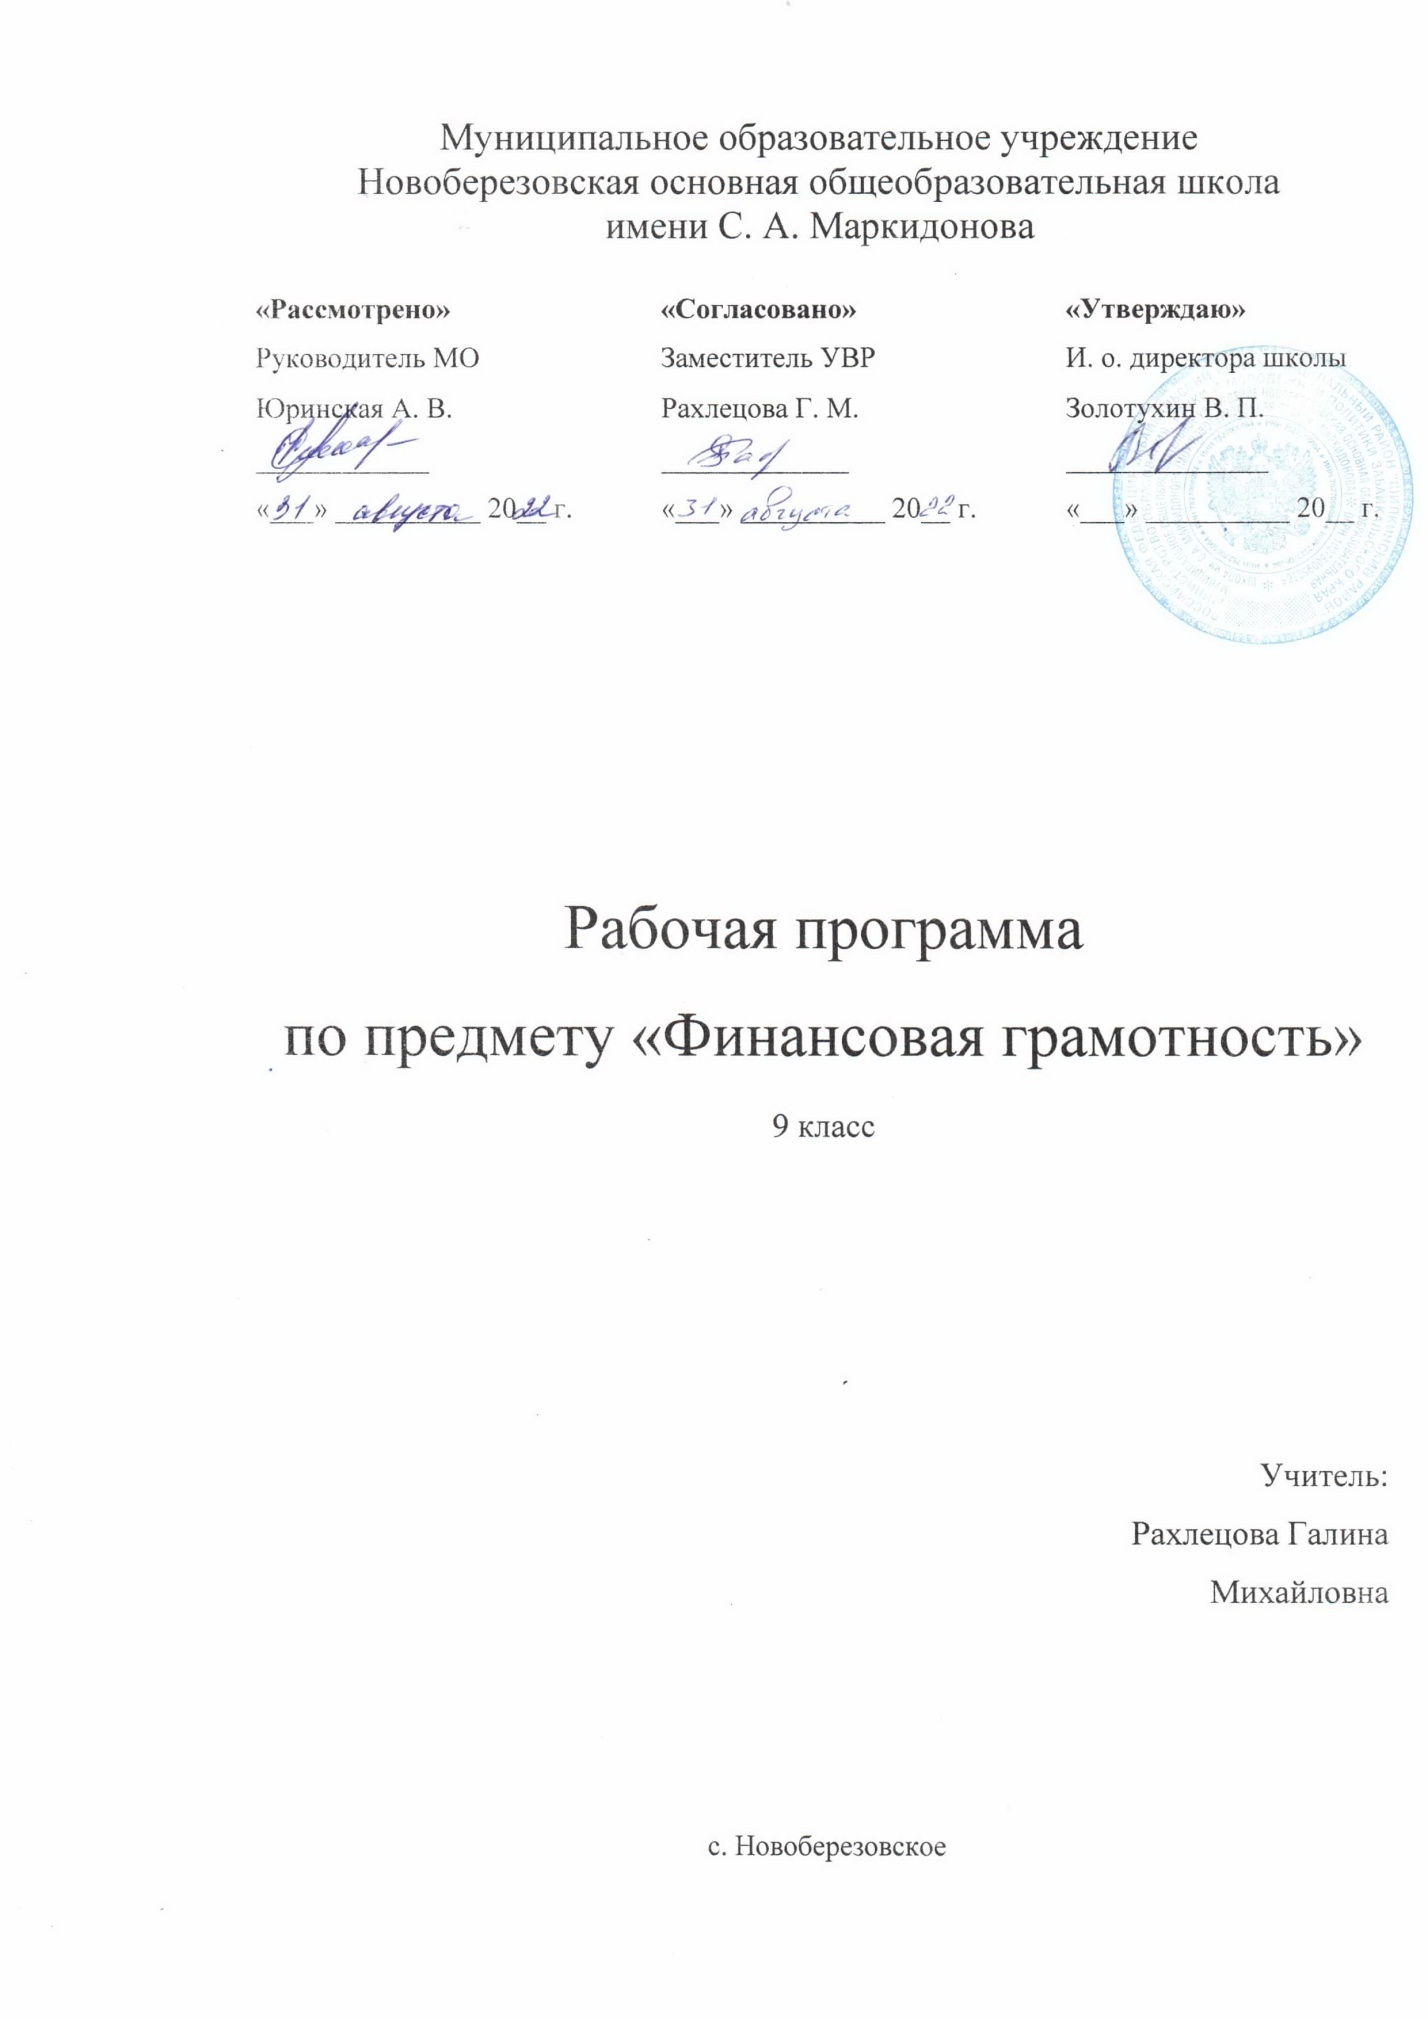 Муниципальное образовательное учреждение
Новоберезовская основная общеобразовательная школа
имени С. А. Маркидонова
«Рассмотрено»
Руководитель МО
Юринская А. В.
«31» августа 2022 г.
«Согласовано»
Заместитель УВР
Рахлецова Г. М.
«31» августа 2022 г.
«Утверждаю»
И. о. директора школы
Золотухин В. П.
«___» __________ 20__ г.
Рабочая программа
по предмету «Финансовая грамотность»
9 класс
Учитель:
Рахлецова Галина
Михайловна
с. Новоберезовское